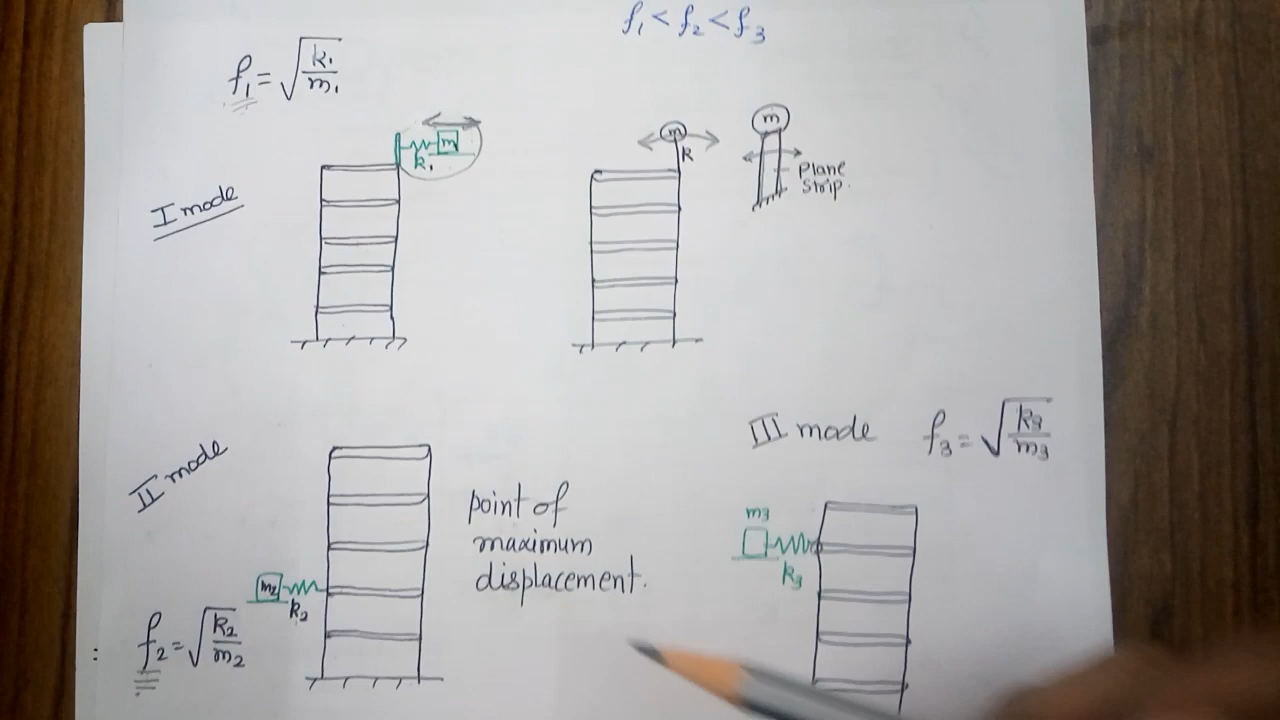 f₁ < f₂ < f₃
f₁ = √(k₁/m₁)
m
k₁
I mode
m
k
m
Plane
Strip.
II mode
point of
maximum
displacement.
m₂
k₂
f₂ = √(k₂/m₂)
:
III mode
f₃ = √(k₃/m₃)
m₃
k₃